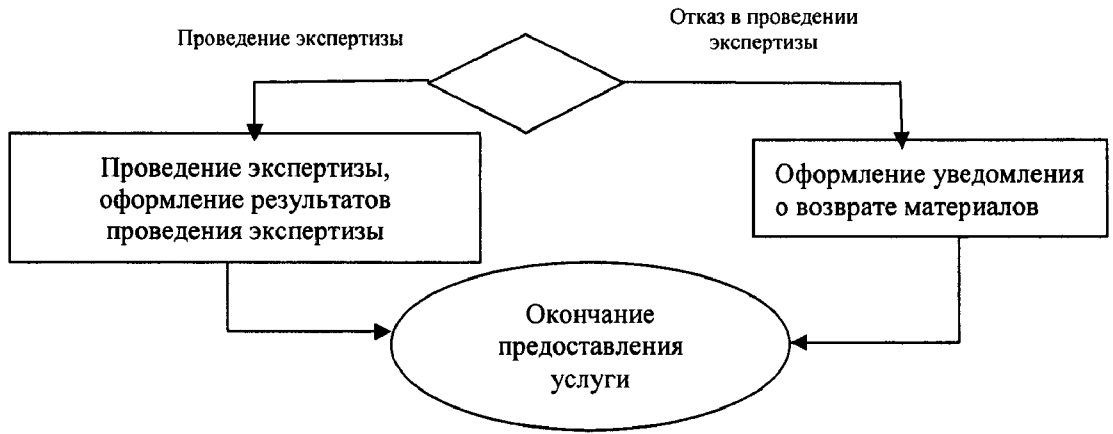 Проведение экспертизы
Отказ в проведении
экспертизы
Проведение экспертизы,
оформление результатов
проведения экспертизы
Оформление уведомления
о возврате материалов
Окончание
предоставления
услуги